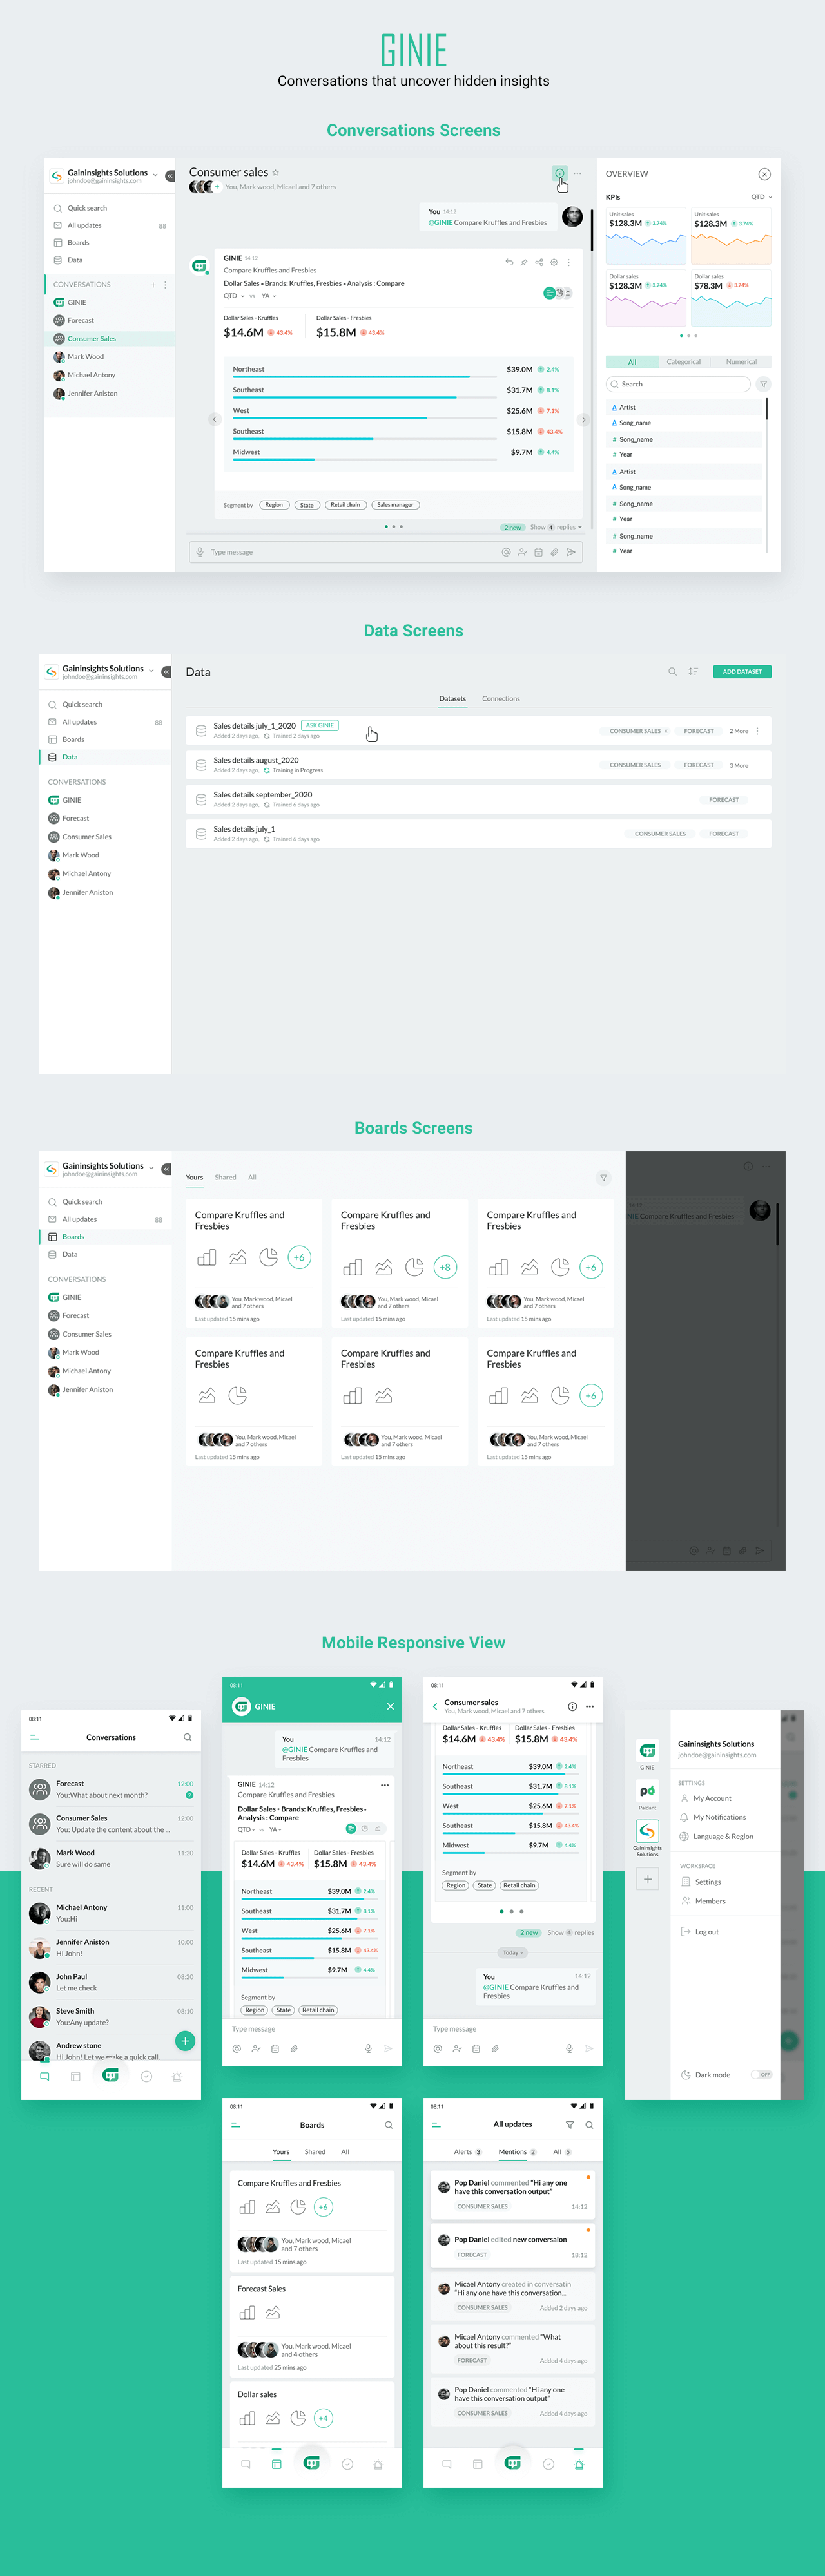 GINIE
Conversations that uncover hidden insights
Conversations Screens
Gaininsights Solutions
johndoe@gaininsights.com
Quick search
All updates 88
Boards
Data
CONVERSATIONS
GINIE
Forecast
Consumer Sales
Mark Wood
Michael Antony
Jennifer Aniston
Consumer sales
You, Mark wood, Micael and 7 others
You 14:12
@GINIE Compare Kruffles and Fresbies
GINIE 14:12
Compare Kruffles and Fresbies
Dollar Sales • Brands: Kruffles, Fresbies • Analysis : Compare
QTD vs YA
Dollar Sales - Kruffles Dollar Sales - Fresbies
$14.6M 43.4% $15.8M 43.4%
Northeast $39.0M 2.4%
Southeast $31.7M 8.1%
West $25.6M 7.1%
Southeast $15.8M 43.4%
Midwest $9.7M 4.4%
Segment by Region State Retail chain Sales manager
2 new Show 4 replies
Type message
OVERVIEW
KPIs QTD
Unit sales Unit sales
$128.3M 3.74% $128.3M 3.74%
Dollar sales Dollar sales
$128.3M 3.74% $78.3M 3.74%
All Categorical Numerical
Search
A Artist
A Song_name
# Song_name
# Year
A Artist
A Song_name
# Song_name
# Year
# Song_name
# Year
Data Screens
Gaininsights Solutions
johndoe@gaininsights.com
Quick search
All updates 88
Boards
Data
CONVERSATIONS
GINIE
Forecast
Consumer Sales
Mark Wood
Michael Antony
Jennifer Aniston
Data
ADD DATASET
Datasets Connections
Sales details july_1_2020 ASK GINIE
Added 2 days ago, Trained 2 days ago
CONSUMER SALES FORECAST 2 More
Sales details august_2020
Added 2 days ago, Training in Progress
CONSUMER SALES FORECAST 3 More
Sales details september_2020
Added 2 days ago, Trained 6 days ago
FORECAST
Sales details july_1
Added 2 days ago, Trained 6 days ago
CONSUMER SALES FORECAST
Boards Screens
Gaininsights Solutions
johndoe@gaininsights.com
Quick search
All updates 88
Boards
Data
CONVERSATIONS
GINIE
Forecast
Consumer Sales
Mark Wood
Michael Antony
Jennifer Aniston
Yours Shared All
Compare Kruffles and
Fresbies
+6
You, Mark wood, Micael
and 7 others
Last updated 15 mins ago
Compare Kruffles and
Fresbies
+8
You, Mark wood, Micael
and 7 others
Last updated 15 mins ago
Compare Kruffles and
Fresbies
+6
You, Mark wood, Micael
and 7 others
Last updated 15 mins ago
Compare Kruffles and
Fresbies
You, Mark wood, Micael
and 7 others
Last updated 15 mins ago
Compare Kruffles and
Fresbies
You, Mark wood, Micael
and 7 others
Last updated 15 mins ago
Compare Kruffles and
Fresbies
+6
You, Mark wood, Micael
and 7 others
Last updated 15 mins ago
Compare Kruffles and Fresbies
Mobile Responsive View
08:11
Conversations
STARRED
Forecast 12:00
You:What about next month?
Consumer Sales 12:00
You: Update the content about the ...
Mark Wood 11:20
Sure will do same
RECENT
Michael Antony 11:00
You:Hi
Jennifer Aniston 10:00
Hi John!
John Paul 08:20
Let me check
Steve Smith 08:10
You:Any update?
Andrew stone
Hi John! Let we make a quick call.
08:11
GINIE
You 14:12
@GINIE Compare Kruffles and
Fresbies
GINIE 14:12
Compare Kruffles and Fresbies
Dollar Sales • Brands: Kruffles, Fresbies •
Analysis : Compare
QTD vs YA
Dollar Sales - Kruffles Dollar Sales - Fresbies
$14.6M 43.4% $15.8M 43.4%
Northeast $39.0M 2.4%
Southeast $31.7M 8.1%
West $25.6M 7.1%
Southeast $15.8M 43.4%
Midwest $9.7M 4.4%
Segment by
Region State Retail chain
Type message
08:11
Consumer sales
You, Mark wood, Micael and 7 others
Dollar Sales - Kruffles Dollar Sales - Fresbies
$14.6M 43.4% $15.8M 43.4%
Northeast $39.0M 2.4%
Southeast $31.7M 8.1%
West $25.6M 7.1%
Southeast $15.8M 43.4%
Midwest $9.7M 4.4%
Segment by
Region State Retail chain
2 new Show 4 replies
Today
You 14:12
@GINIE Compare Kruffles and
Fresbies
Type message
GINIE
Paidant
Gaininsights
Solutions
Gaininsights Solutions
johndoe@gaininsights.com
SETTINGS
My Account
My Notifications
Language & Region
WORKSPACE
Settings
Members
Log out
Dark mode OFF
08:11
Boards
Yours Shared All
Compare Kruffles and Fresbies
+6
You, Mark wood, Micael
and 7 others
Last updated 15 mins ago
Forecast Sales
You, Mark wood, Micael
and 4 others
Last updated 25 mins ago
Dollar sales
+4
08:11
All updates
Alerts 3 Mentions 2 All 5
Pop Daniel commented "Hi any one
have this conversation output"
CONSUMER SALES 14:12
Pop Daniel edited new conversaion
FORECAST 18:12
Micael Antony created in conversatin
"Hi any one have this conversation...
CONSUMER SALES Added 2 days ago
Micael Antony commented "What
about this result?"
FORECAST Added 4 days ago
Pop Daniel commented "Hi any one
have this conversation output"
CONSUMER SALES Added 4 days ago